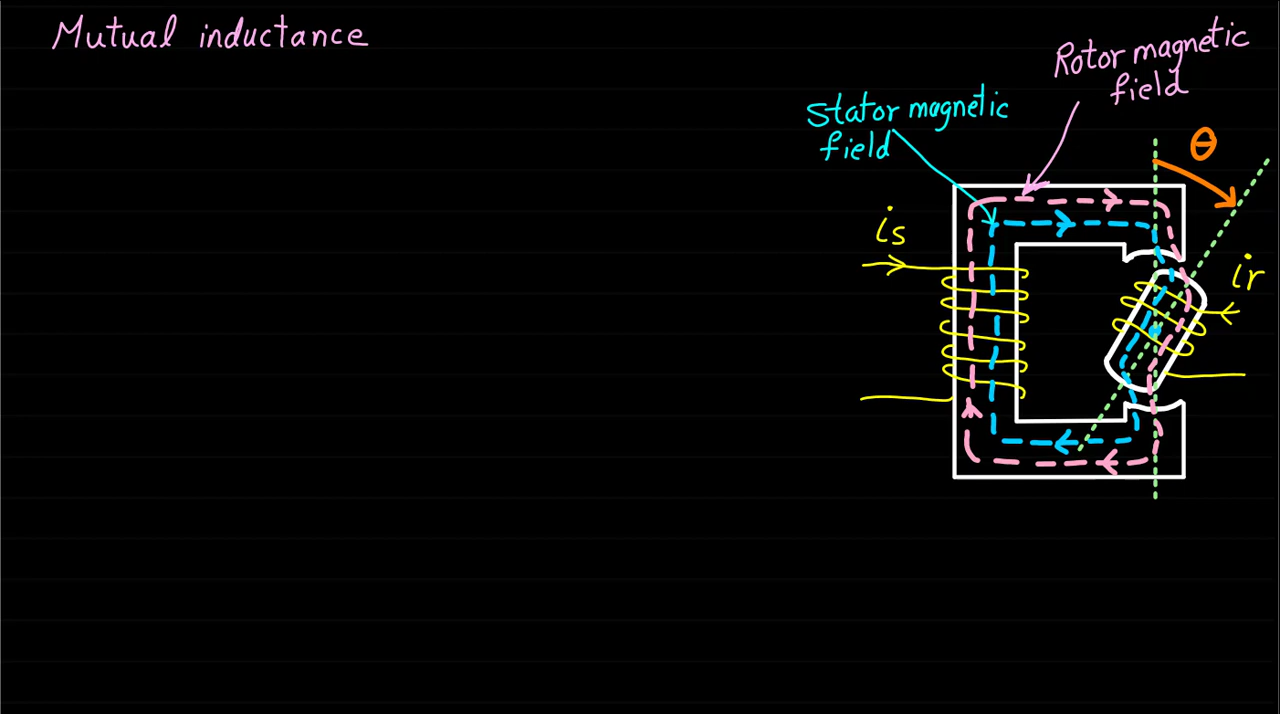 Mutual inductance
Rotor magnetic
field
Stator magnetic
field
θ
is
ir